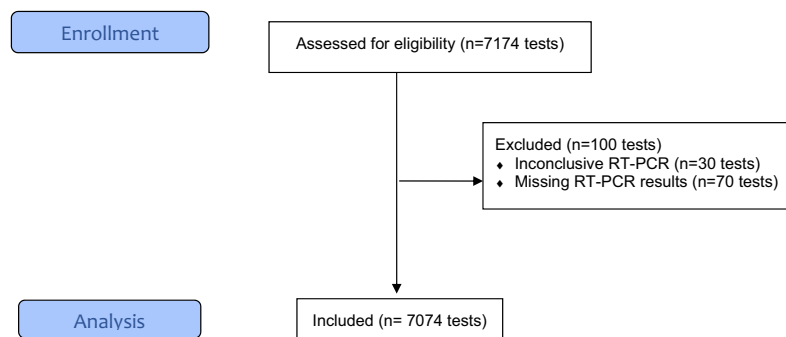 Enrollment
Assessed for eligibility (n=7174 tests)
Excluded (n=100 tests)
♦ Inconclusive RT-PCR (n=30 tests)
♦ Missing RT-PCR results (n=70 tests)
Analysis
Included (n= 7074 tests)